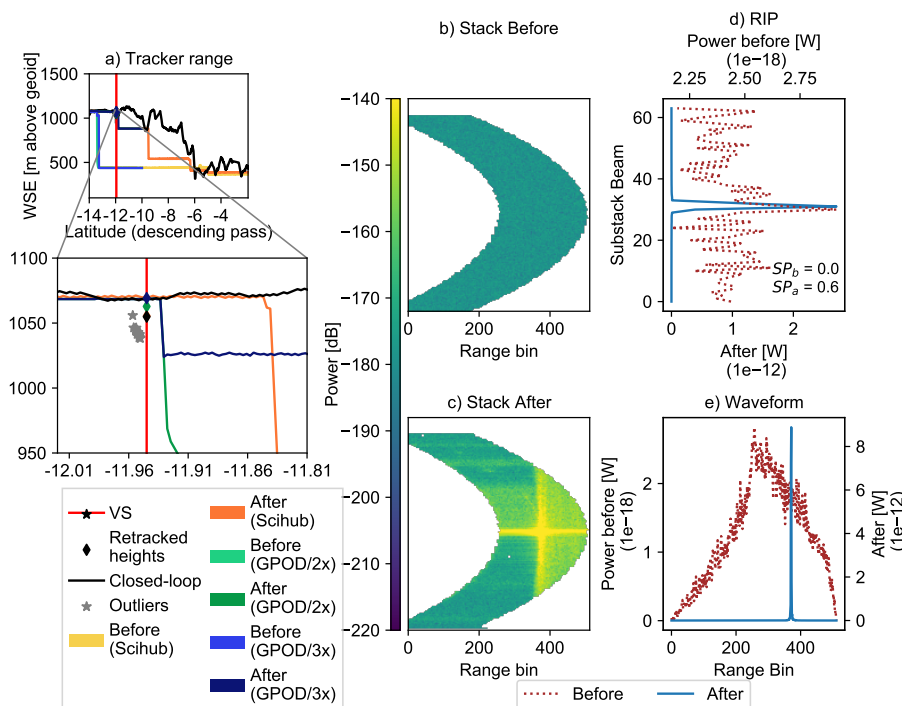 a) Tracker range
1500
1000
500
WSE [m above geoid]
-14 -12 -10 -8 -6 -4
Latitude (descending pass)
1100
1050
1000
950
-12.01 -11.96 -11.91 -11.86 -11.81
VS
Retracked
heights
Closed-loop
Outliers
Before
(Scihub)
After
(Scihub)
Before
(GPOD/2x)
After
(GPOD/2x)
Before
(GPOD/3x)
After
(GPOD/3x)
Power [dB]
−140
−150
−160
−170
−180
−190
−200
−210
−220
b) Stack Before
0 200 400
Range bin
c) Stack After
0 200 400
Range bin
d) RIP
Power before [W]
(1e−18)
2.25 2.50 2.75
Substack Beam
60
40
20
0
SPb = 0.0
SPa = 0.6
0 1 2
After [W]
(1e−12)
e) Waveform
Power before [W]
(1e−18)
2
1
0
After [W]
(1e−12)
8
6
4
2
0
0 200 400
Range Bin
Before After